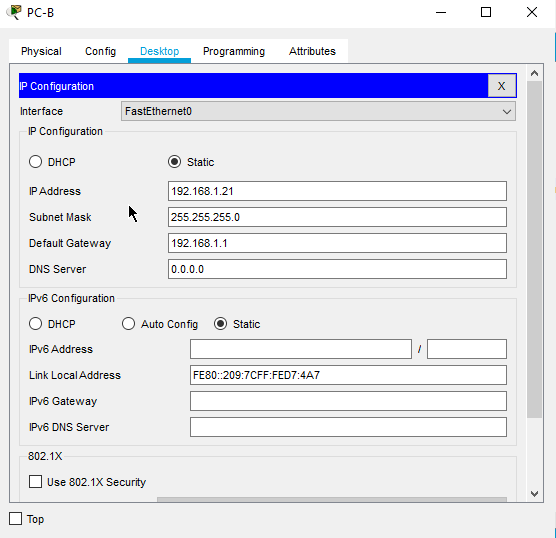 PC-B
Physical Config Desktop Programming Attributes
IP Configuration X
Interface FastEthernet0
IP Configuration
DHCP Static
IP Address 192.168.1.21
Subnet Mask 255.255.255.0
Default Gateway 192.168.1.1
DNS Server 0.0.0.0
IPv6 Configuration
DHCP Auto Config Static
IPv6 Address /
Link Local Address FE80::209:7CFF:FED7:4A7
IPv6 Gateway
IPv6 DNS Server
802.1X
Use 802.1X Security
Top